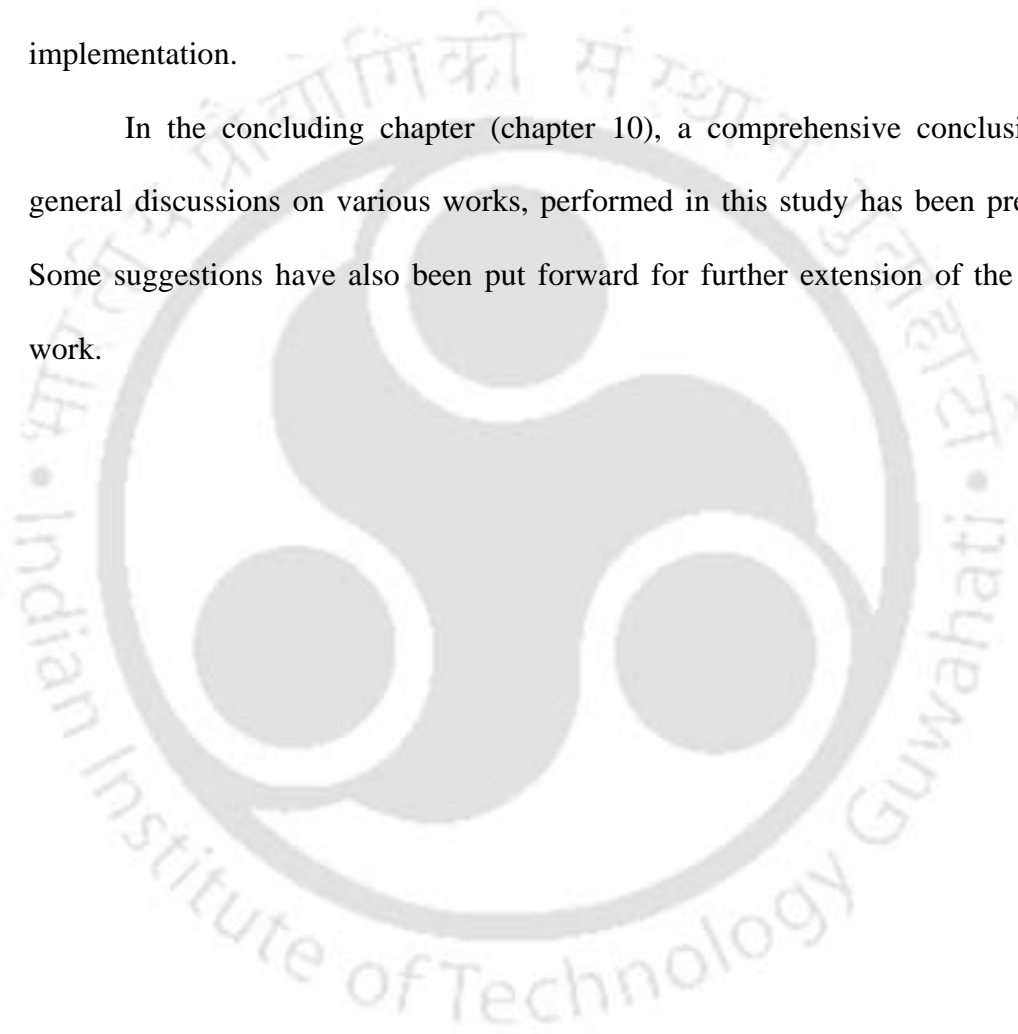 implementation.
In the concluding chapter (chapter 10), a comprehensive
general discussions on various works, performed in this study has been
Some suggestions have also been put forward for further extension of the
work.
भारतीय प्रौद्योगिकी संस्थान गुवाहाटी
Indian Institute of Technology Guwahati